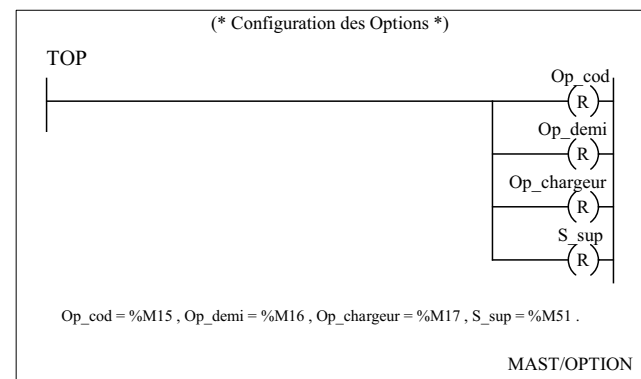 (* Configuration des Options *)
TOP
Op_cod
R
Op_demi
R
Op_chargeur
R
S_sup
R
Op_cod = %M15 , Op_demi = %M16 , Op_chargeur = %M17 , S_sup = %M51 .
MAST/OPTION